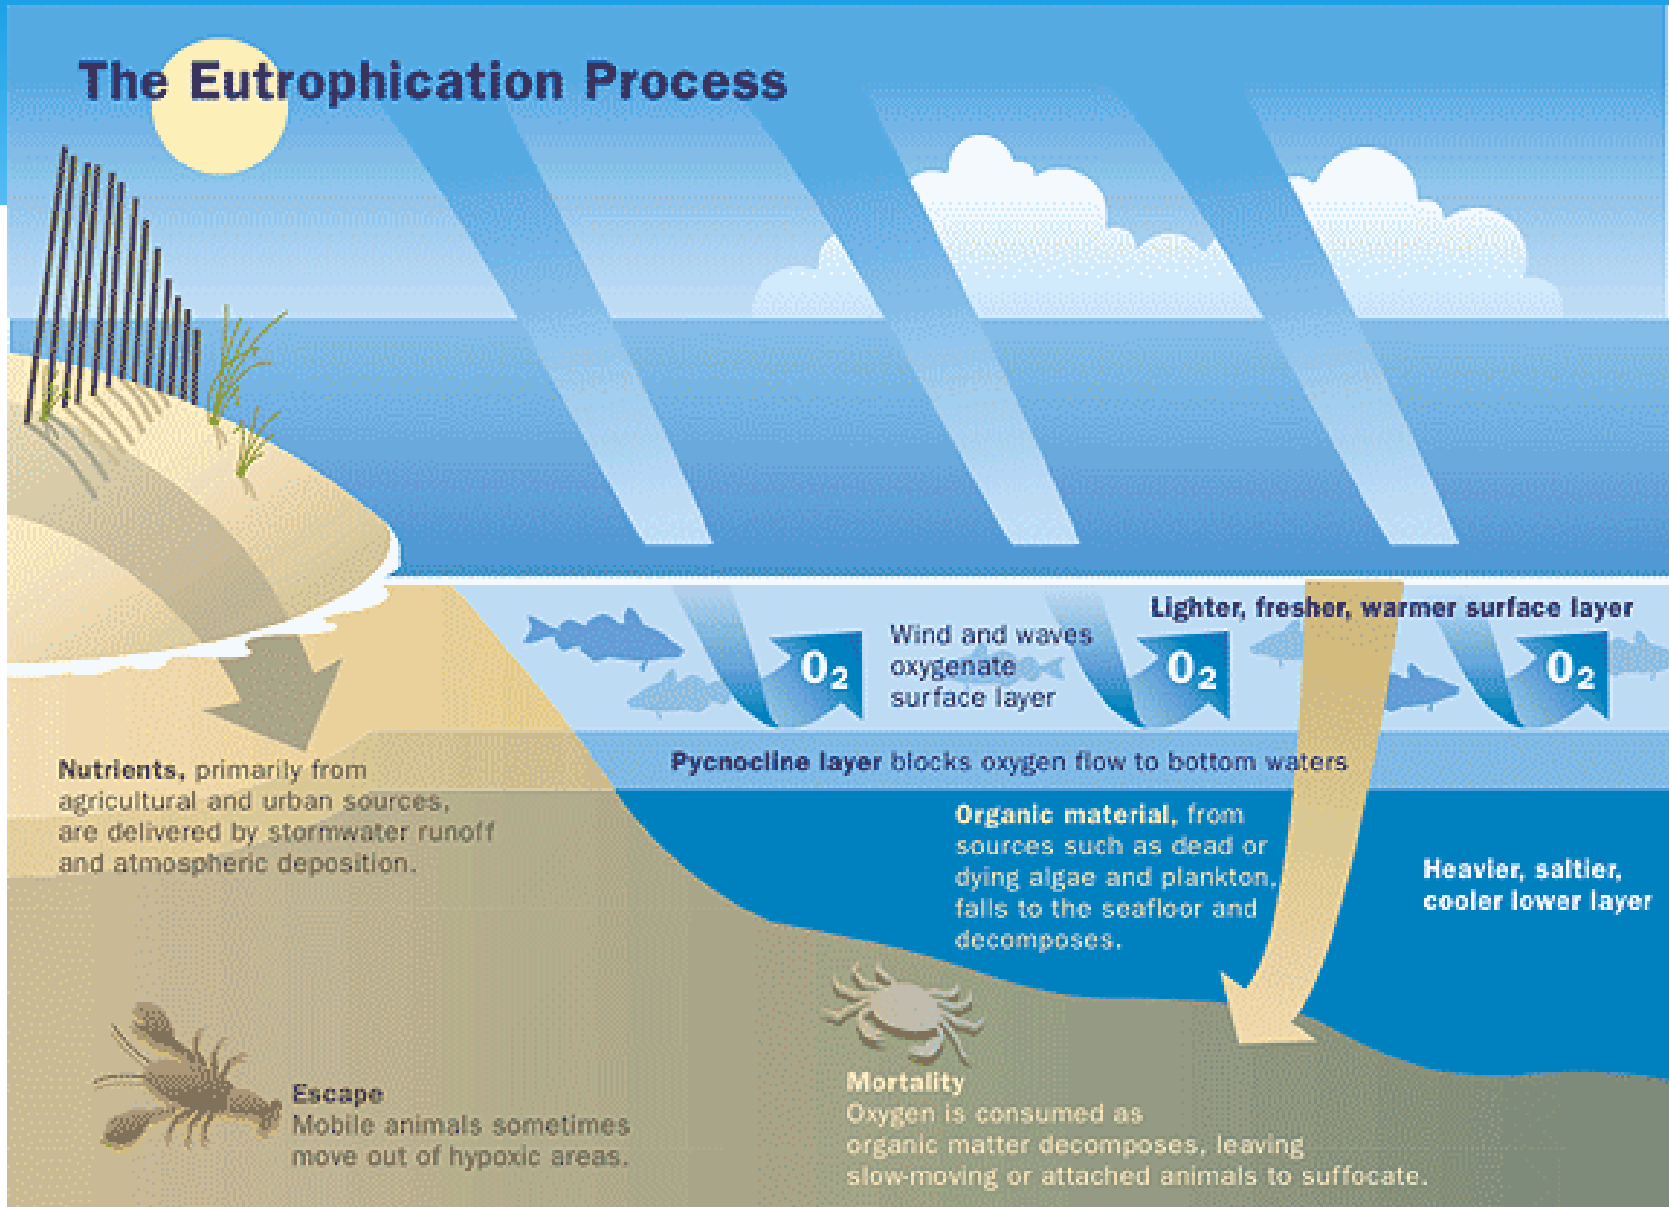 The Eutrophication Process
Lighter, fresher, warmer surface layer
Wind and waves
oxygenate
surface layer
O2
O2
O2
Pycnocline layer blocks oxygen flow to bottom waters
Nutrients, primarily from
agricultural and urban sources,
are delivered by stormwater runoff
and atmospheric deposition.
Organic material, from
sources such as dead or
dying algae and plankton,
falls to the seafloor and
decomposes.
Heavier, saltier,
cooler lower layer
Escape
Mobile animals sometimes
move out of hypoxic areas.
Mortality
Oxygen is consumed as
organic matter decomposes, leaving
slow-moving or attached animals to suffocate.